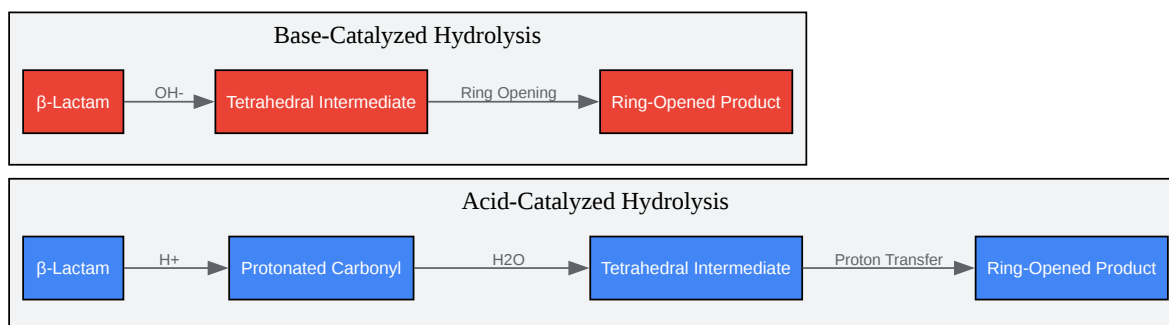 Base-Catalyzed Hydrolysis
β-Lactam
OH-
Tetrahedral Intermediate
Ring Opening
Ring-Opened Product
Acid-Catalyzed Hydrolysis
β-Lactam
H+
Protonated Carbonyl
H2O
Tetrahedral Intermediate
Proton Transfer
Ring-Opened Product